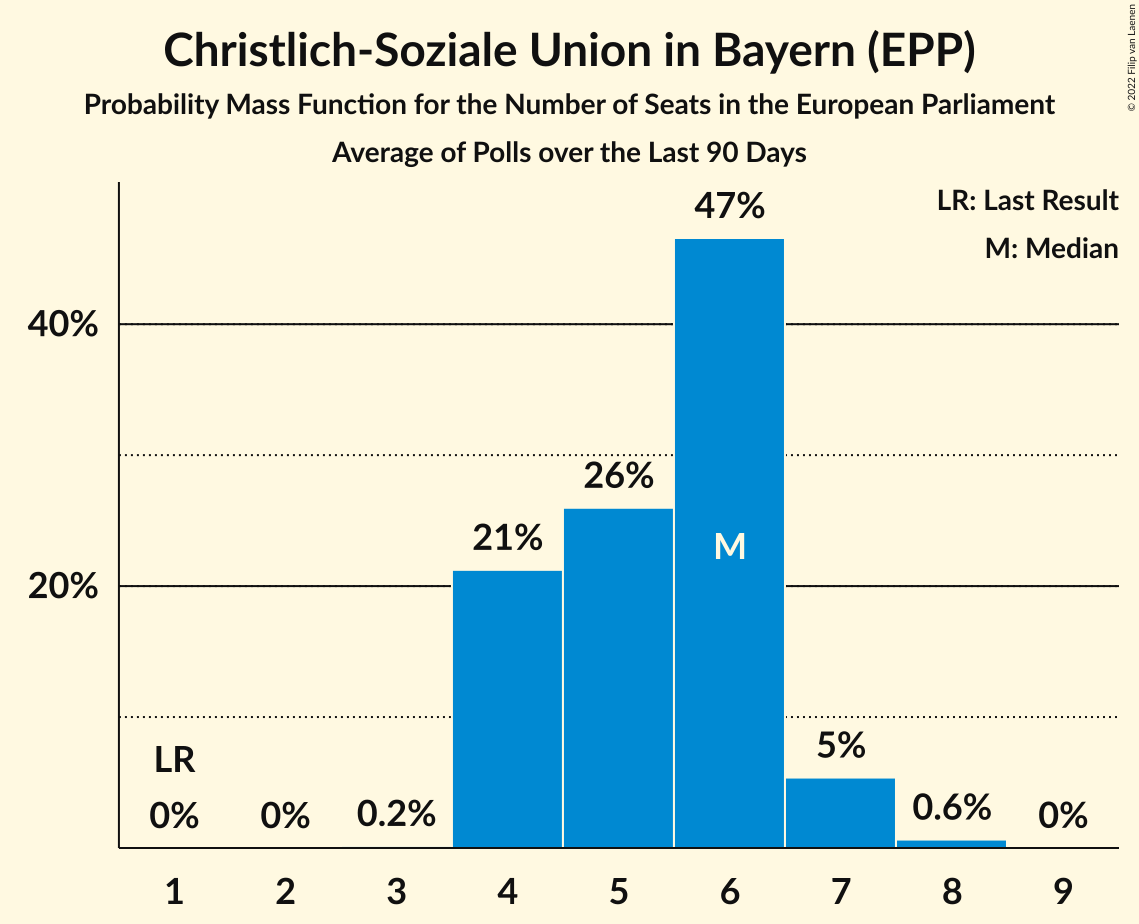 Christlich-Soziale Union in Bayern (EPP)
Probability Mass Function for the Number of Seats in the European Parliament
Average of Polls over the Last 90 Days
© 2022 Filip van Laenen
LR: Last Result
M: Median
47%
40%
26%
21%
M
20%
5%
LR
0%
0%
0.2%
0.6%
0%
1 2 3 4 5 6 7 8 9